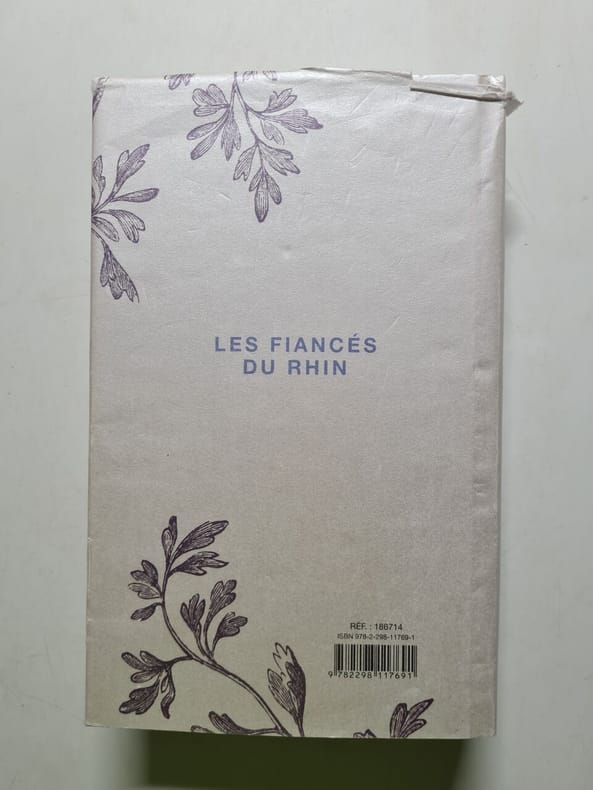 LES FIANCÉS
DU RHIN
RÉF. : 186714
ISBN 978-2-298-11769-1
9 782298 117691